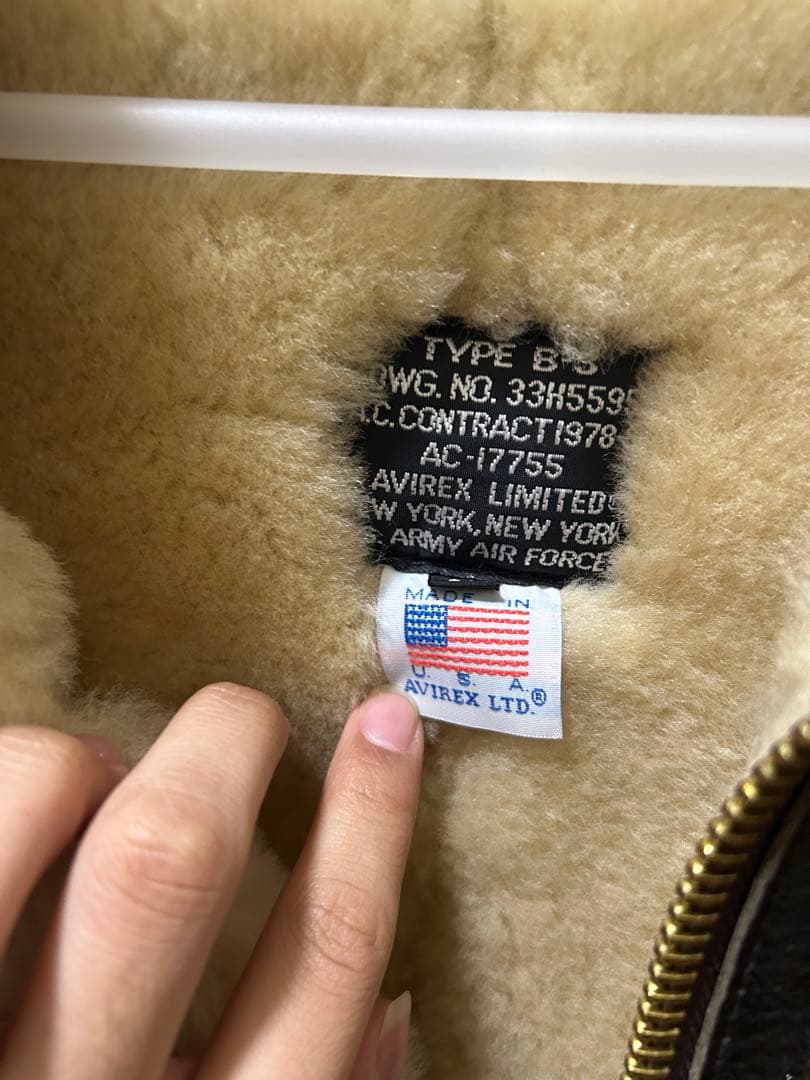 TYPE B-3
DWG. NO. 33H5595
A.C. CONTRACT 1978-
AC-17755
AVIREX LIMITED
W YORK, NEW YORK
ARMY AIR FORCE
MADE IN
U. S. A.
AVIREX LTD.®